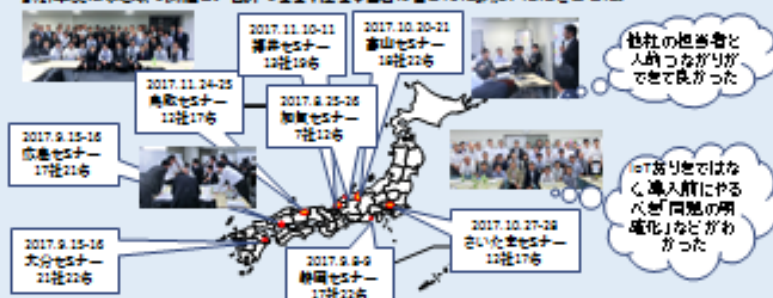 2017.11.10-11
福井セミナー
13社19名
2017.10.20-21
富山セミナー
18社22名
他社の担当者と
人的つながりが
できて良かった
2017.11.24-25
鳥取セミナー
12社17名
2017.8.25-26
加賀セミナー
7社12名
2017.9.15-16
広島セミナー
17社21名
IoTありきではな
く導入前にやる
べき「問題の明
確化」などがわ
かった
2017.9.15-16
大分セミナー
21社22名
2017.9.8-9
静岡セミナー
17社22名
2017.10.27-28
さいたまセミナー
12社17名